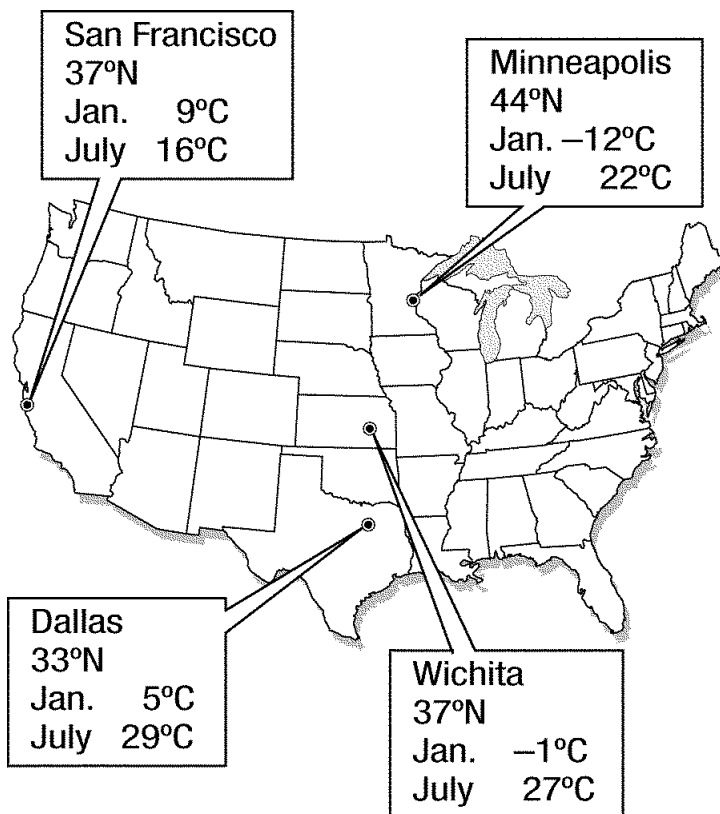 San Francisco
37ºN
Jan. 9ºC
July 16ºC
Minneapolis
44ºN
Jan. –12ºC
July 22ºC
Dallas
33ºN
Jan. 5ºC
July 29ºC
Wichita
37ºN
Jan. –1ºC
July 27ºC